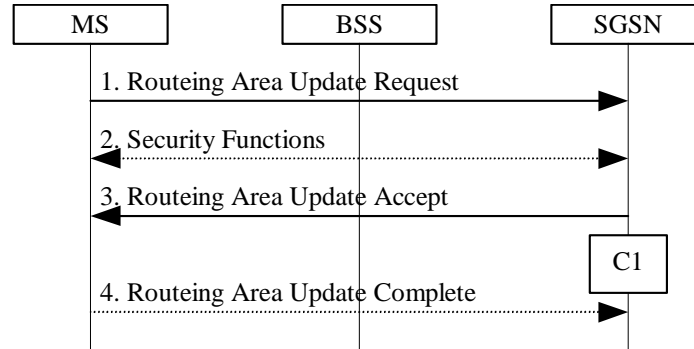 MS BSS SGSN
1. Routeing Area Update Request
2. Security Functions
3. Routeing Area Update Accept
C1
4. Routeing Area Update Complete